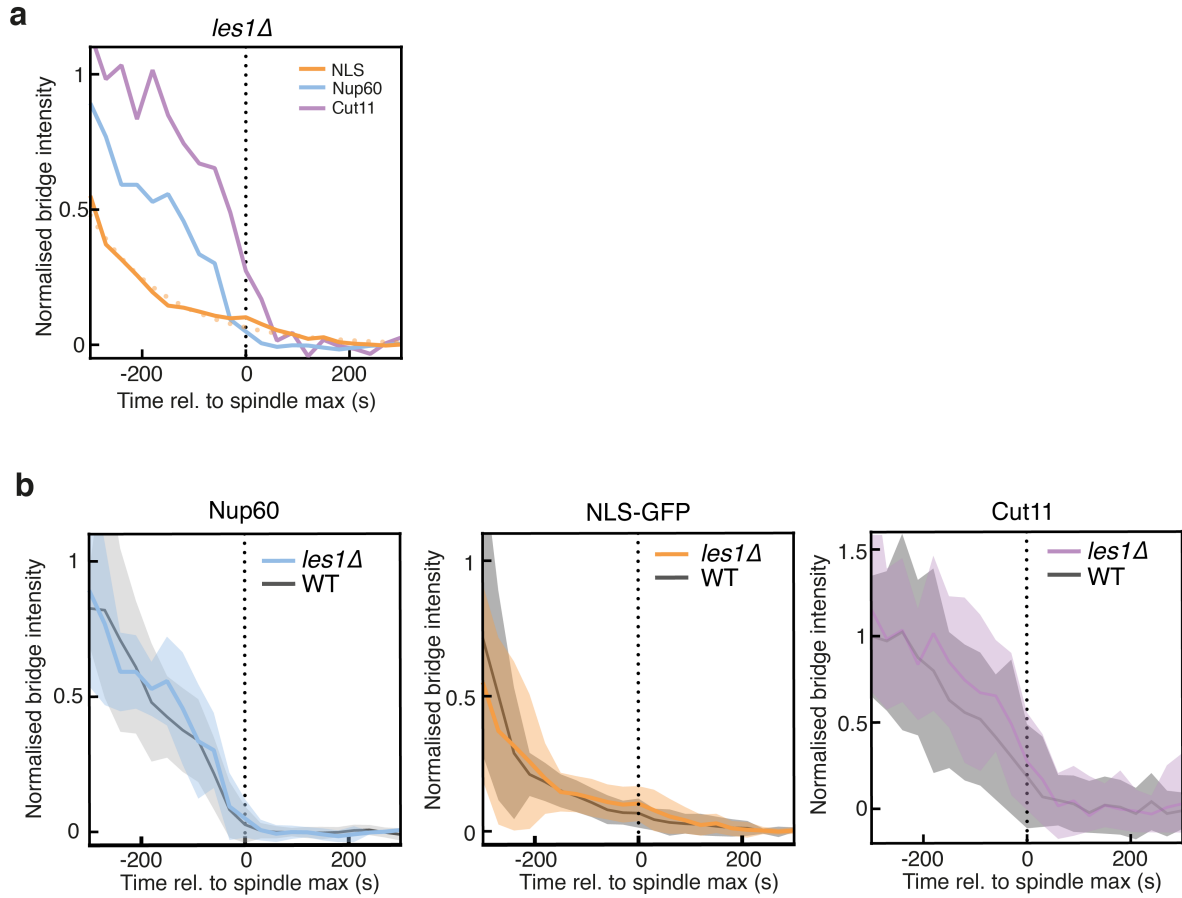 a
les1Δ
NLS
Nup60
Cut11
Normalised bridge intensity
1
0.5
0
-200 0 200
Time rel. to spindle max (s)
b
Nup60
les1Δ
WT
Normalised bridge intensity
1
0.5
0
-200 0 200
Time rel. to spindle max (s)
NLS-GFP
les1Δ
WT
Normalised bridge intensity
1
0.5
0
-200 0 200
Time rel. to spindle max (s)
Cut11
les1Δ
WT
Normalised bridge intensity
1.5
1
0.5
0
-200 0 200
Time rel. to spindle max (s)